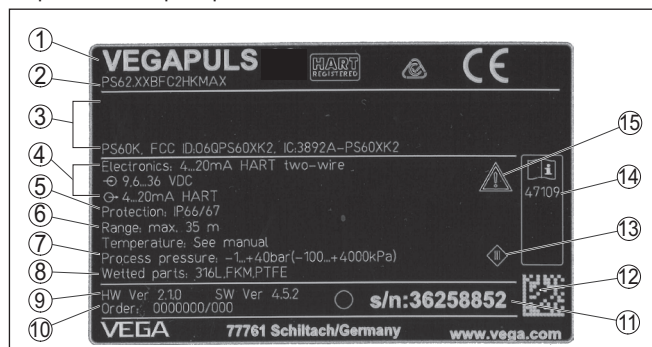 1
VEGAPULS HART REGISTERED CE
2
PS62.XXBFC2HKMAX
3
PS60K, FCC ID:O6QPS60XK2, IC:3892A-PS60XK2
4
Electronics: 4...20mA HART two-wire
9,6...36 VDC
4...20mA HART
5
Protection: IP66/67
6
Range: max. 35 m
Temperature: See manual
7
Process pressure: -1...+40bar(-100...+4000kPa)
8
Wetted parts: 316L,FKM,PTFE
9
HW Ver 2.1.0 SW Ver 4.5.2
10
Order: 0000000/000
s/n:36258852
VEGA 77761 Schiltach/Germany www.vega.com
15
i
47109
14
13
12
11